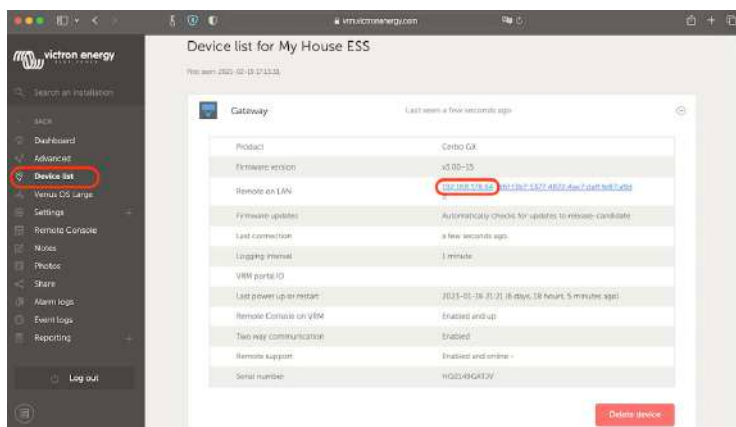 vrm.victronenergy.com
victron energy
Device list for My House ESS
Search an installation
BACK
Dashboard
Advanced
Device list
Venus OS Large
Settings
Remote Console
Notes
Photos
Share
Alarm logs
Event logs
Reporting
Log out
Gateway
Last seen a few seconds ago
Product Cerbo GX
Firmware version v3.00~15
Remote on LAN
Firmware updates Automatically checks for updates to release-candidate
Last connection a few seconds ago
Logging interval 1 minute
VRM portal ID
Last power up or restart
Remote Console on VRM Enabled and up
Two way communication Enabled
Remote support Enabled and online -
Serial number
Delete device